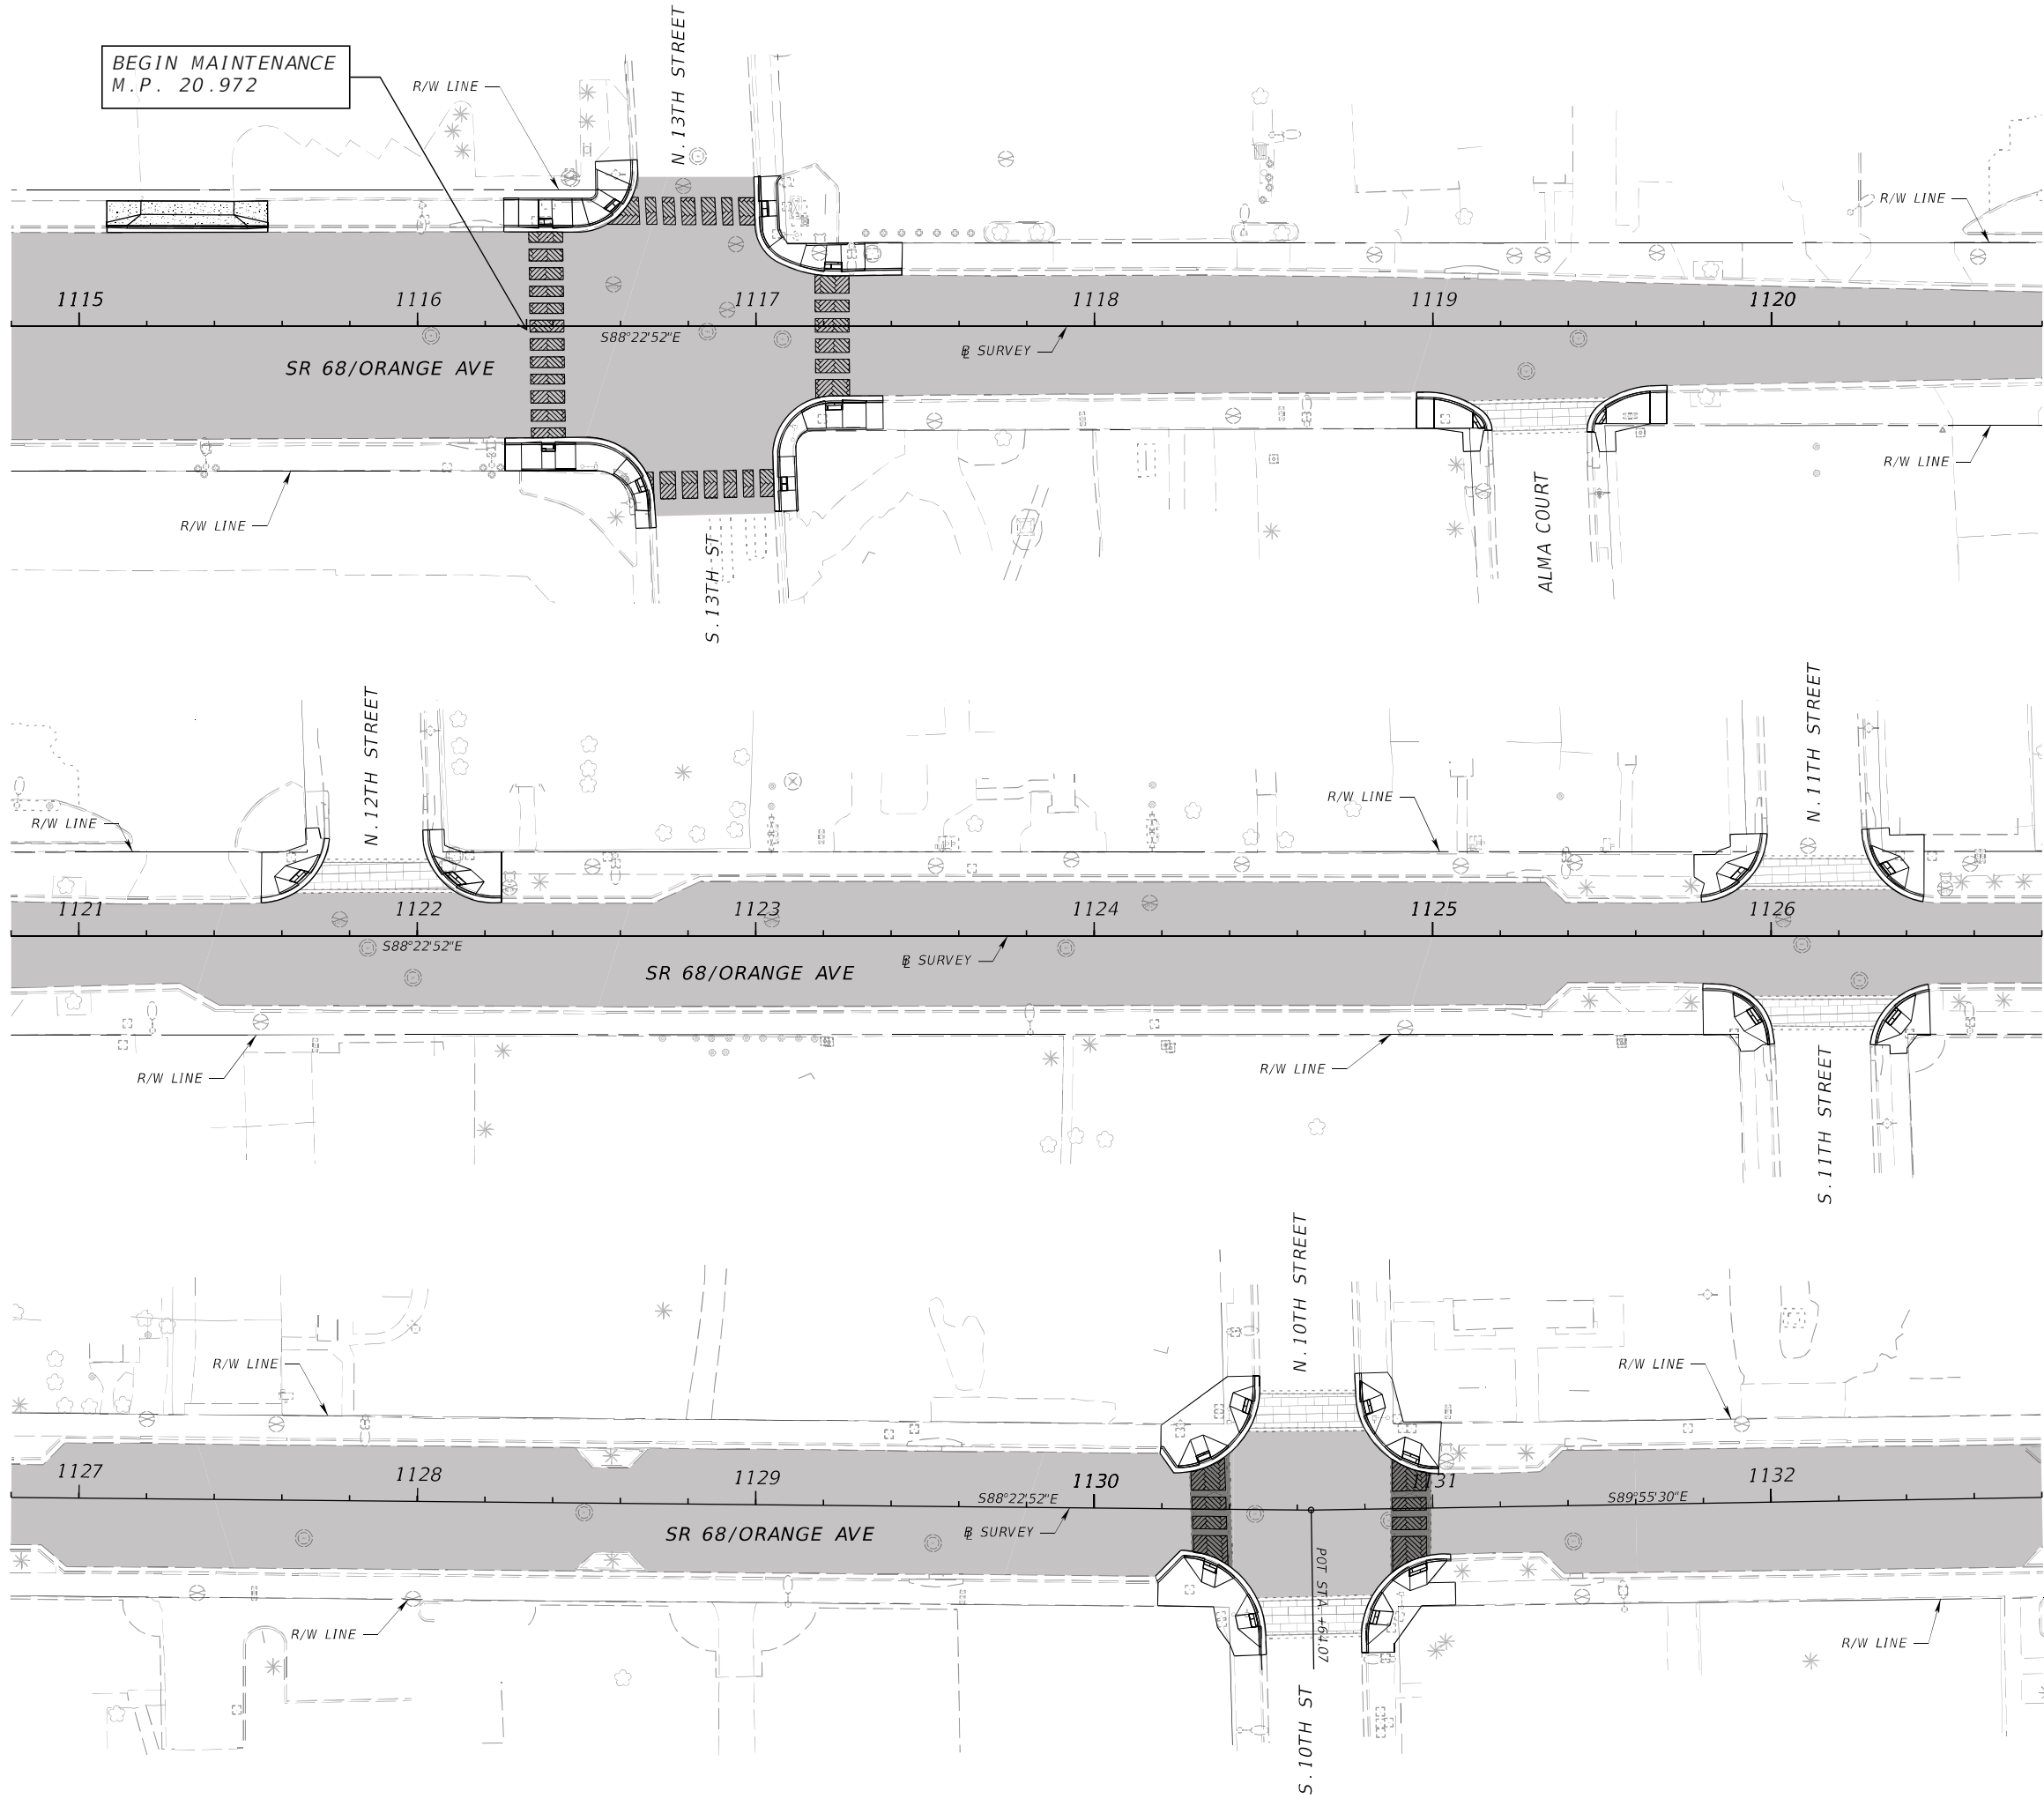 N.13TH STREET
BEGIN MAINTENANCE
M.P. 20.972
R/W LINE
R/W LINE
1115
1116
1117
1118
1119
1120
S88°22'52"E
℄ SURVEY
SR 68/ORANGE AVE
R/W LINE
R/W LINE
S.13TH ST
ALMA COURT
N.12TH STREET
N.11TH STREET
R/W LINE
R/W LINE
1121
1122
1123
1124
1125
1126
S88°22'52"E
℄ SURVEY
SR 68/ORANGE AVE
R/W LINE
R/W LINE
S.11TH STREET
N.10TH STREET
R/W LINE
R/W LINE
1127
1128
1129
1130
1131
1132
S88°22'52"E
S89°55'30"E
SR 68/ORANGE AVE
℄ SURVEY
POT STA. +64.07
R/W LINE
R/W LINE
S.10TH ST